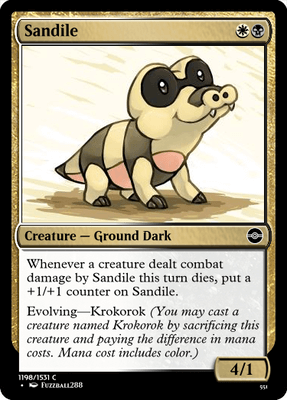 Sandile
Creature — Ground Dark
Whenever a creature dealt combat
damage by Sandile this turn dies, put a
+1/+1 counter on Sandile.
Evolving—Krokorok (You may cast a
creature named Krokorok by sacrificing this
creature and paying the difference in mana
costs. Mana cost includes color.)
4/1
1198/1531 C
• Fuzzball288
551